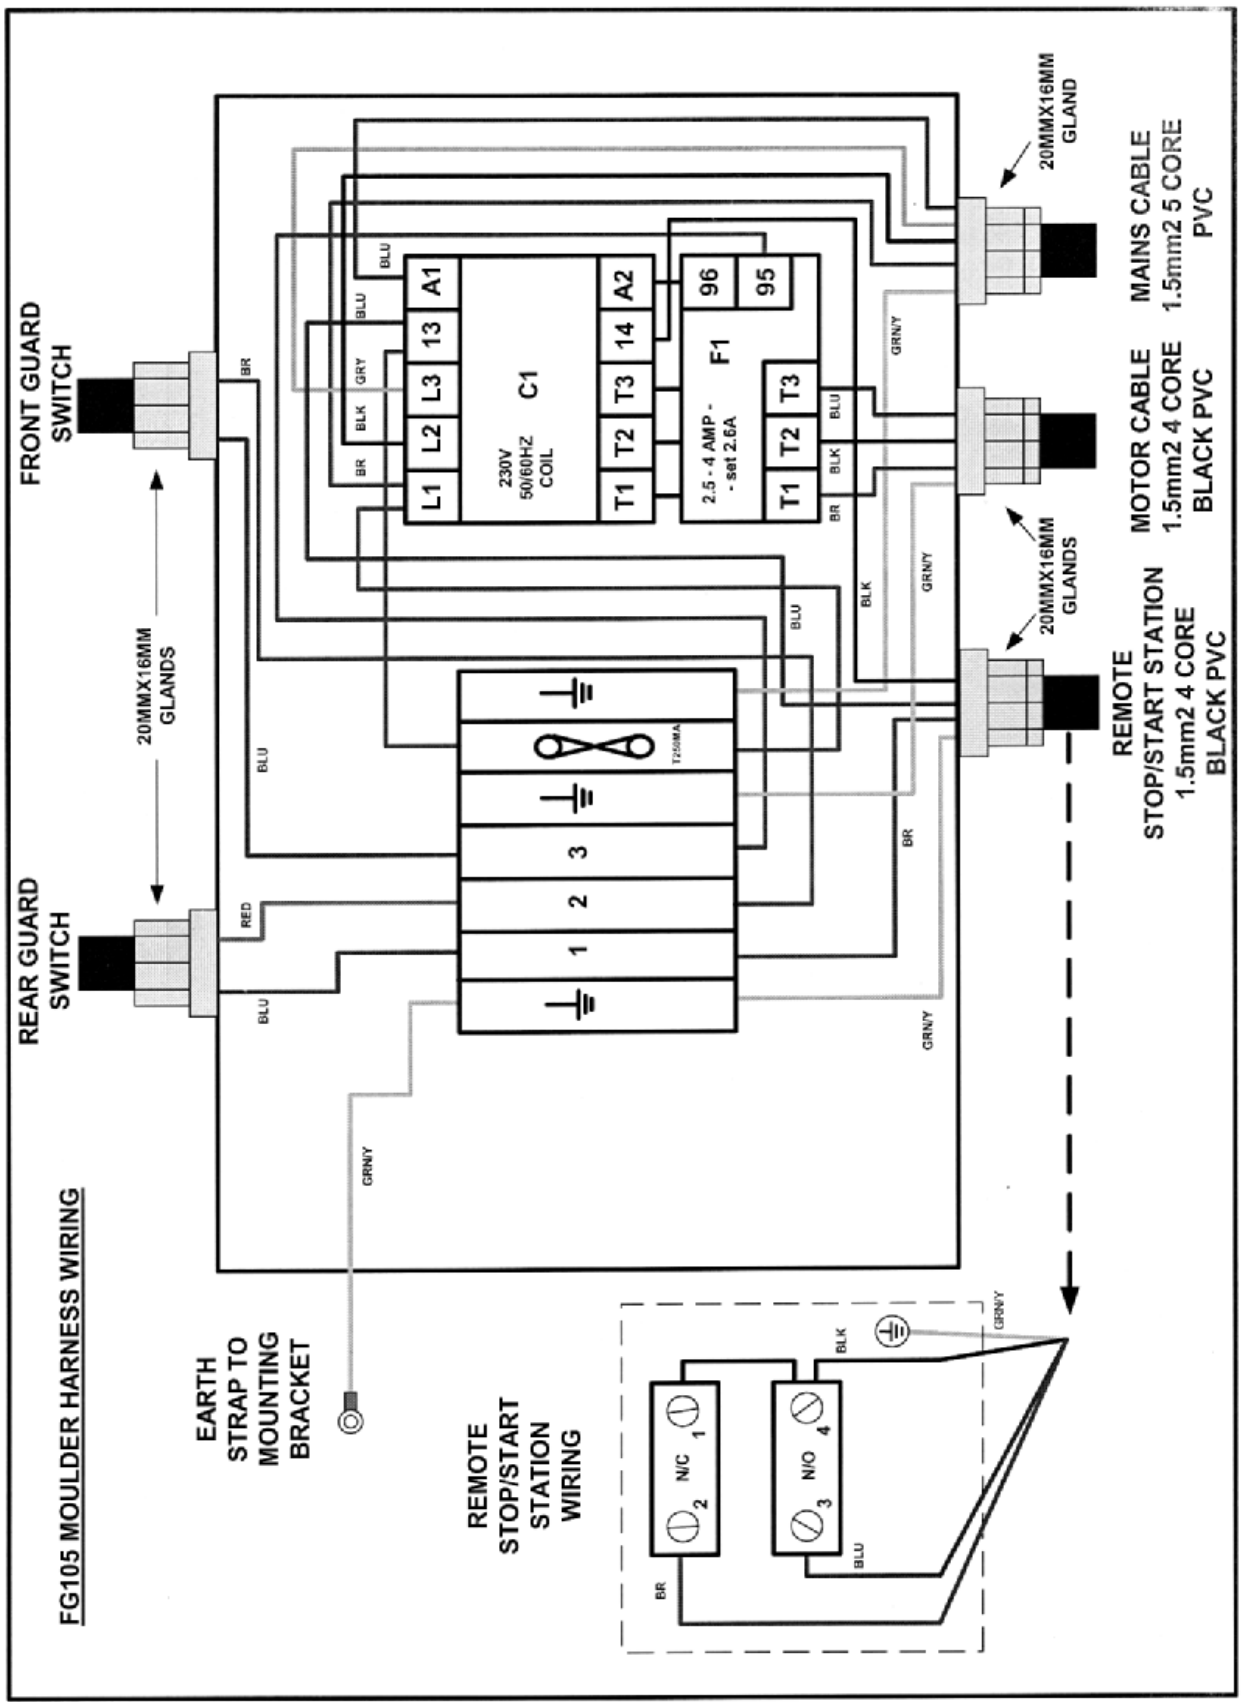 FG105 MOULDER HARNESS WIRING
REAR GUARD
SWITCH
FRONT GUARD
SWITCH
20MMX16MM
GLANDS
EARTH
STRAP TO
MOUNTING
BRACKET
GRN/Y
BLU
RED
BLU
BR
BR
BLK
GRY
BLU
BLU
L1
L2
L3
13
A1
C1
230V
50/60HZ
COIL
T1
T2
T3
14
A2
96
95
F1
2.5 - 4 AMP -
- set 2.6A
T1
T2
T3
BR
BLK
BLU
1
2
3
T250MA
BLU
BLK
GRN/Y
GRN/Y
BR
GRN/Y
REMOTE
STOP/START
STATION
WIRING
BR
2
N/C
1
3
N/O
4
BLU
BLK
GRN/Y
20MMX16MM
GLANDS
20MMX16MM
GLAND
REMOTE
STOP/START STATION
1.5mm2 4 CORE
BLACK PVC
MOTOR CABLE
1.5mm2 4 CORE
BLACK PVC
MAINS CABLE
1.5mm2 5 CORE
PVC